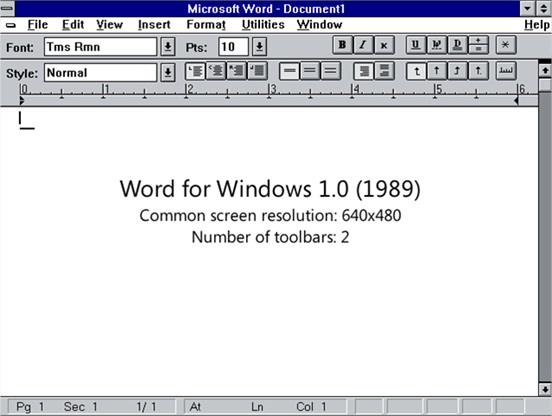 Microsoft Word - Document1
File Edit View Insert Format Utilities Window Help
Font: Tms Rmn Pts: 10 B I K U W D
Style: Normal
0 1 2 3 4 5 6
Word for Windows 1.0 (1989)
Common screen resolution: 640x480
Number of toolbars: 2
Pg 1 Sec 1 1/ 1 At Ln Col 1